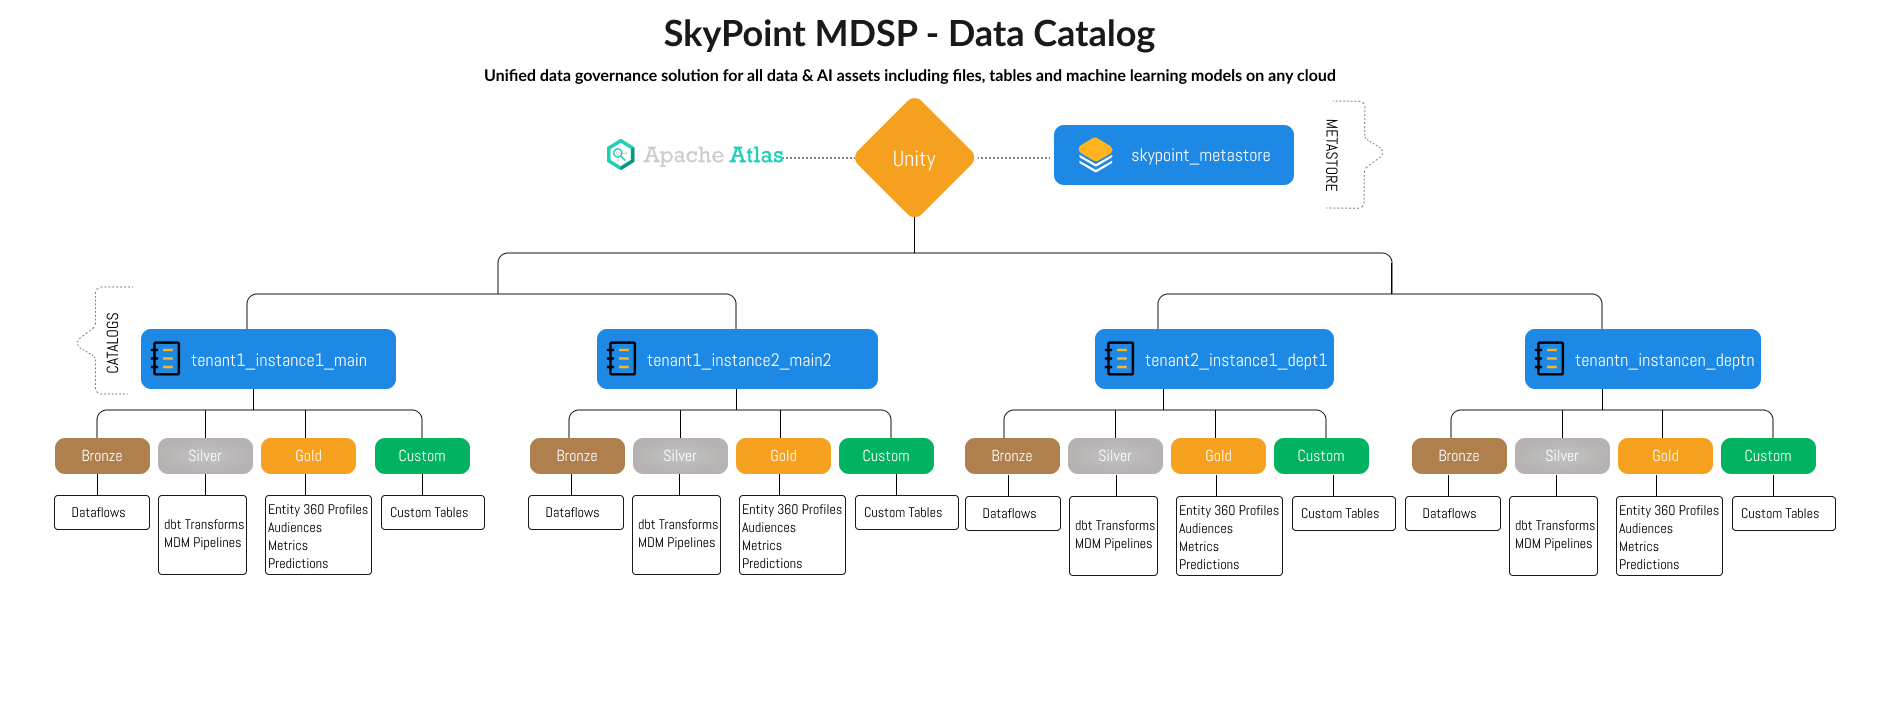 SkyPoint MDSP - Data Catalog
Unified data governance solution for all data & AI assets including files, tables and machine learning models on any cloud
Apache Atlas
Unity
skypoint_metastore
METASTORE
CATALOGS
tenant1_instance1_main
tenant1_instance2_main2
tenant2_instance1_dept1
tenantn_instancen_deptn
Bronze
Silver
Gold
Custom
Bronze
Silver
Gold
Custom
Bronze
Silver
Gold
Custom
Bronze
Silver
Gold
Custom
Dataflows
dbt Transforms
MDM Pipelines
Entity 360 Profiles
Audiences
Metrics
Predictions
Custom Tables
Dataflows
dbt Transforms
MDM Pipelines
Entity 360 Profiles
Audiences
Metrics
Predictions
Custom Tables
Dataflows
dbt Transforms
MDM Pipelines
Entity 360 Profiles
Audiences
Metrics
Predictions
Custom Tables
Dataflows
dbt Transforms
MDM Pipelines
Entity 360 Profiles
Audiences
Metrics
Predictions
Custom Tables